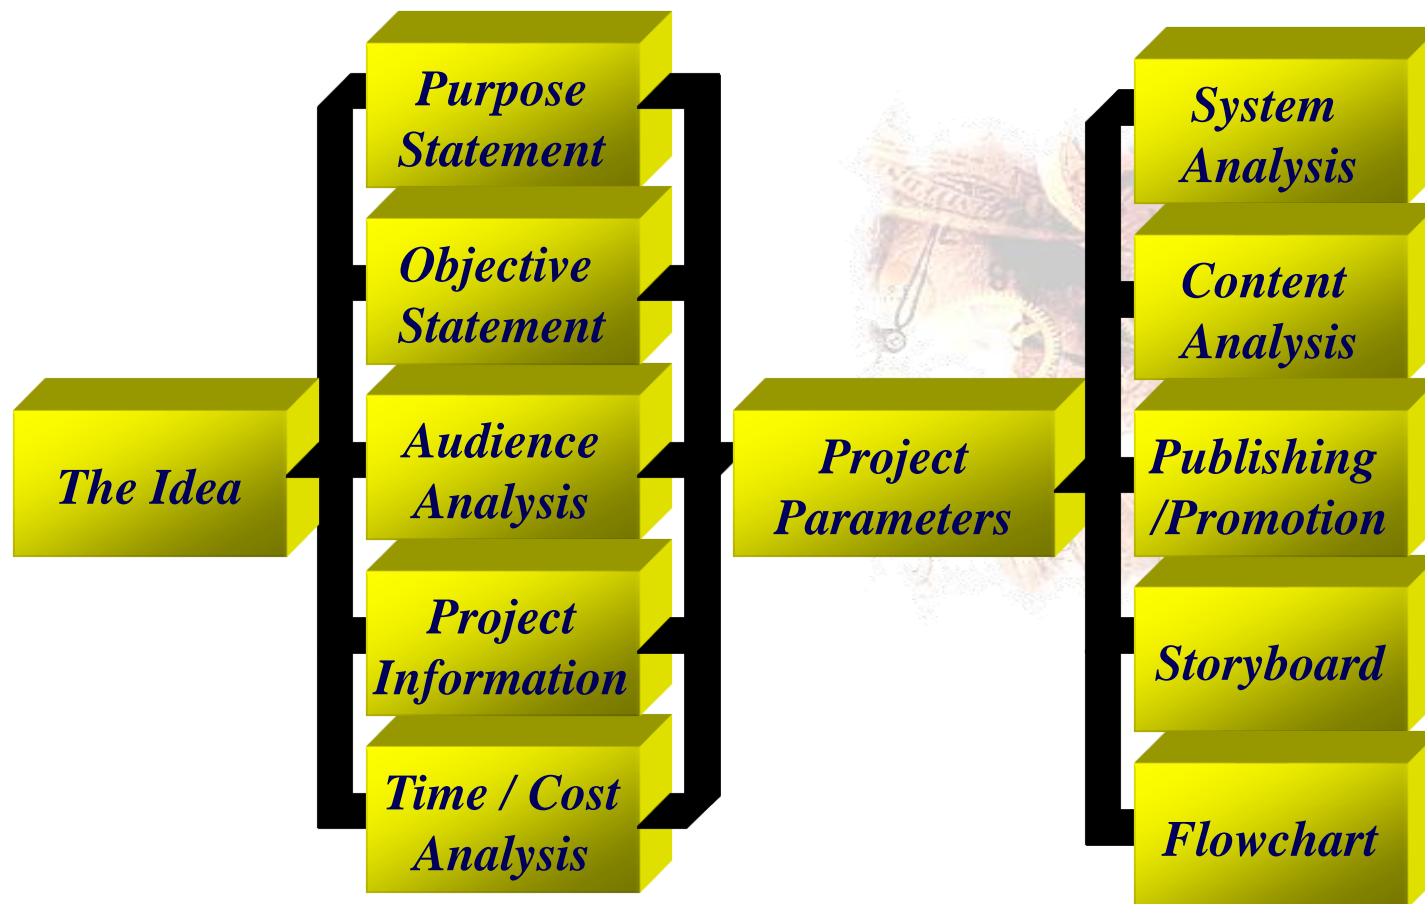 The Idea
Purpose
Statement
Objective
Statement
Audience
Analysis
Project
Information
Time / Cost
Analysis
Project
Parameters
System
Analysis
Content
Analysis
Publishing
/Promotion
Storyboard
Flowchart